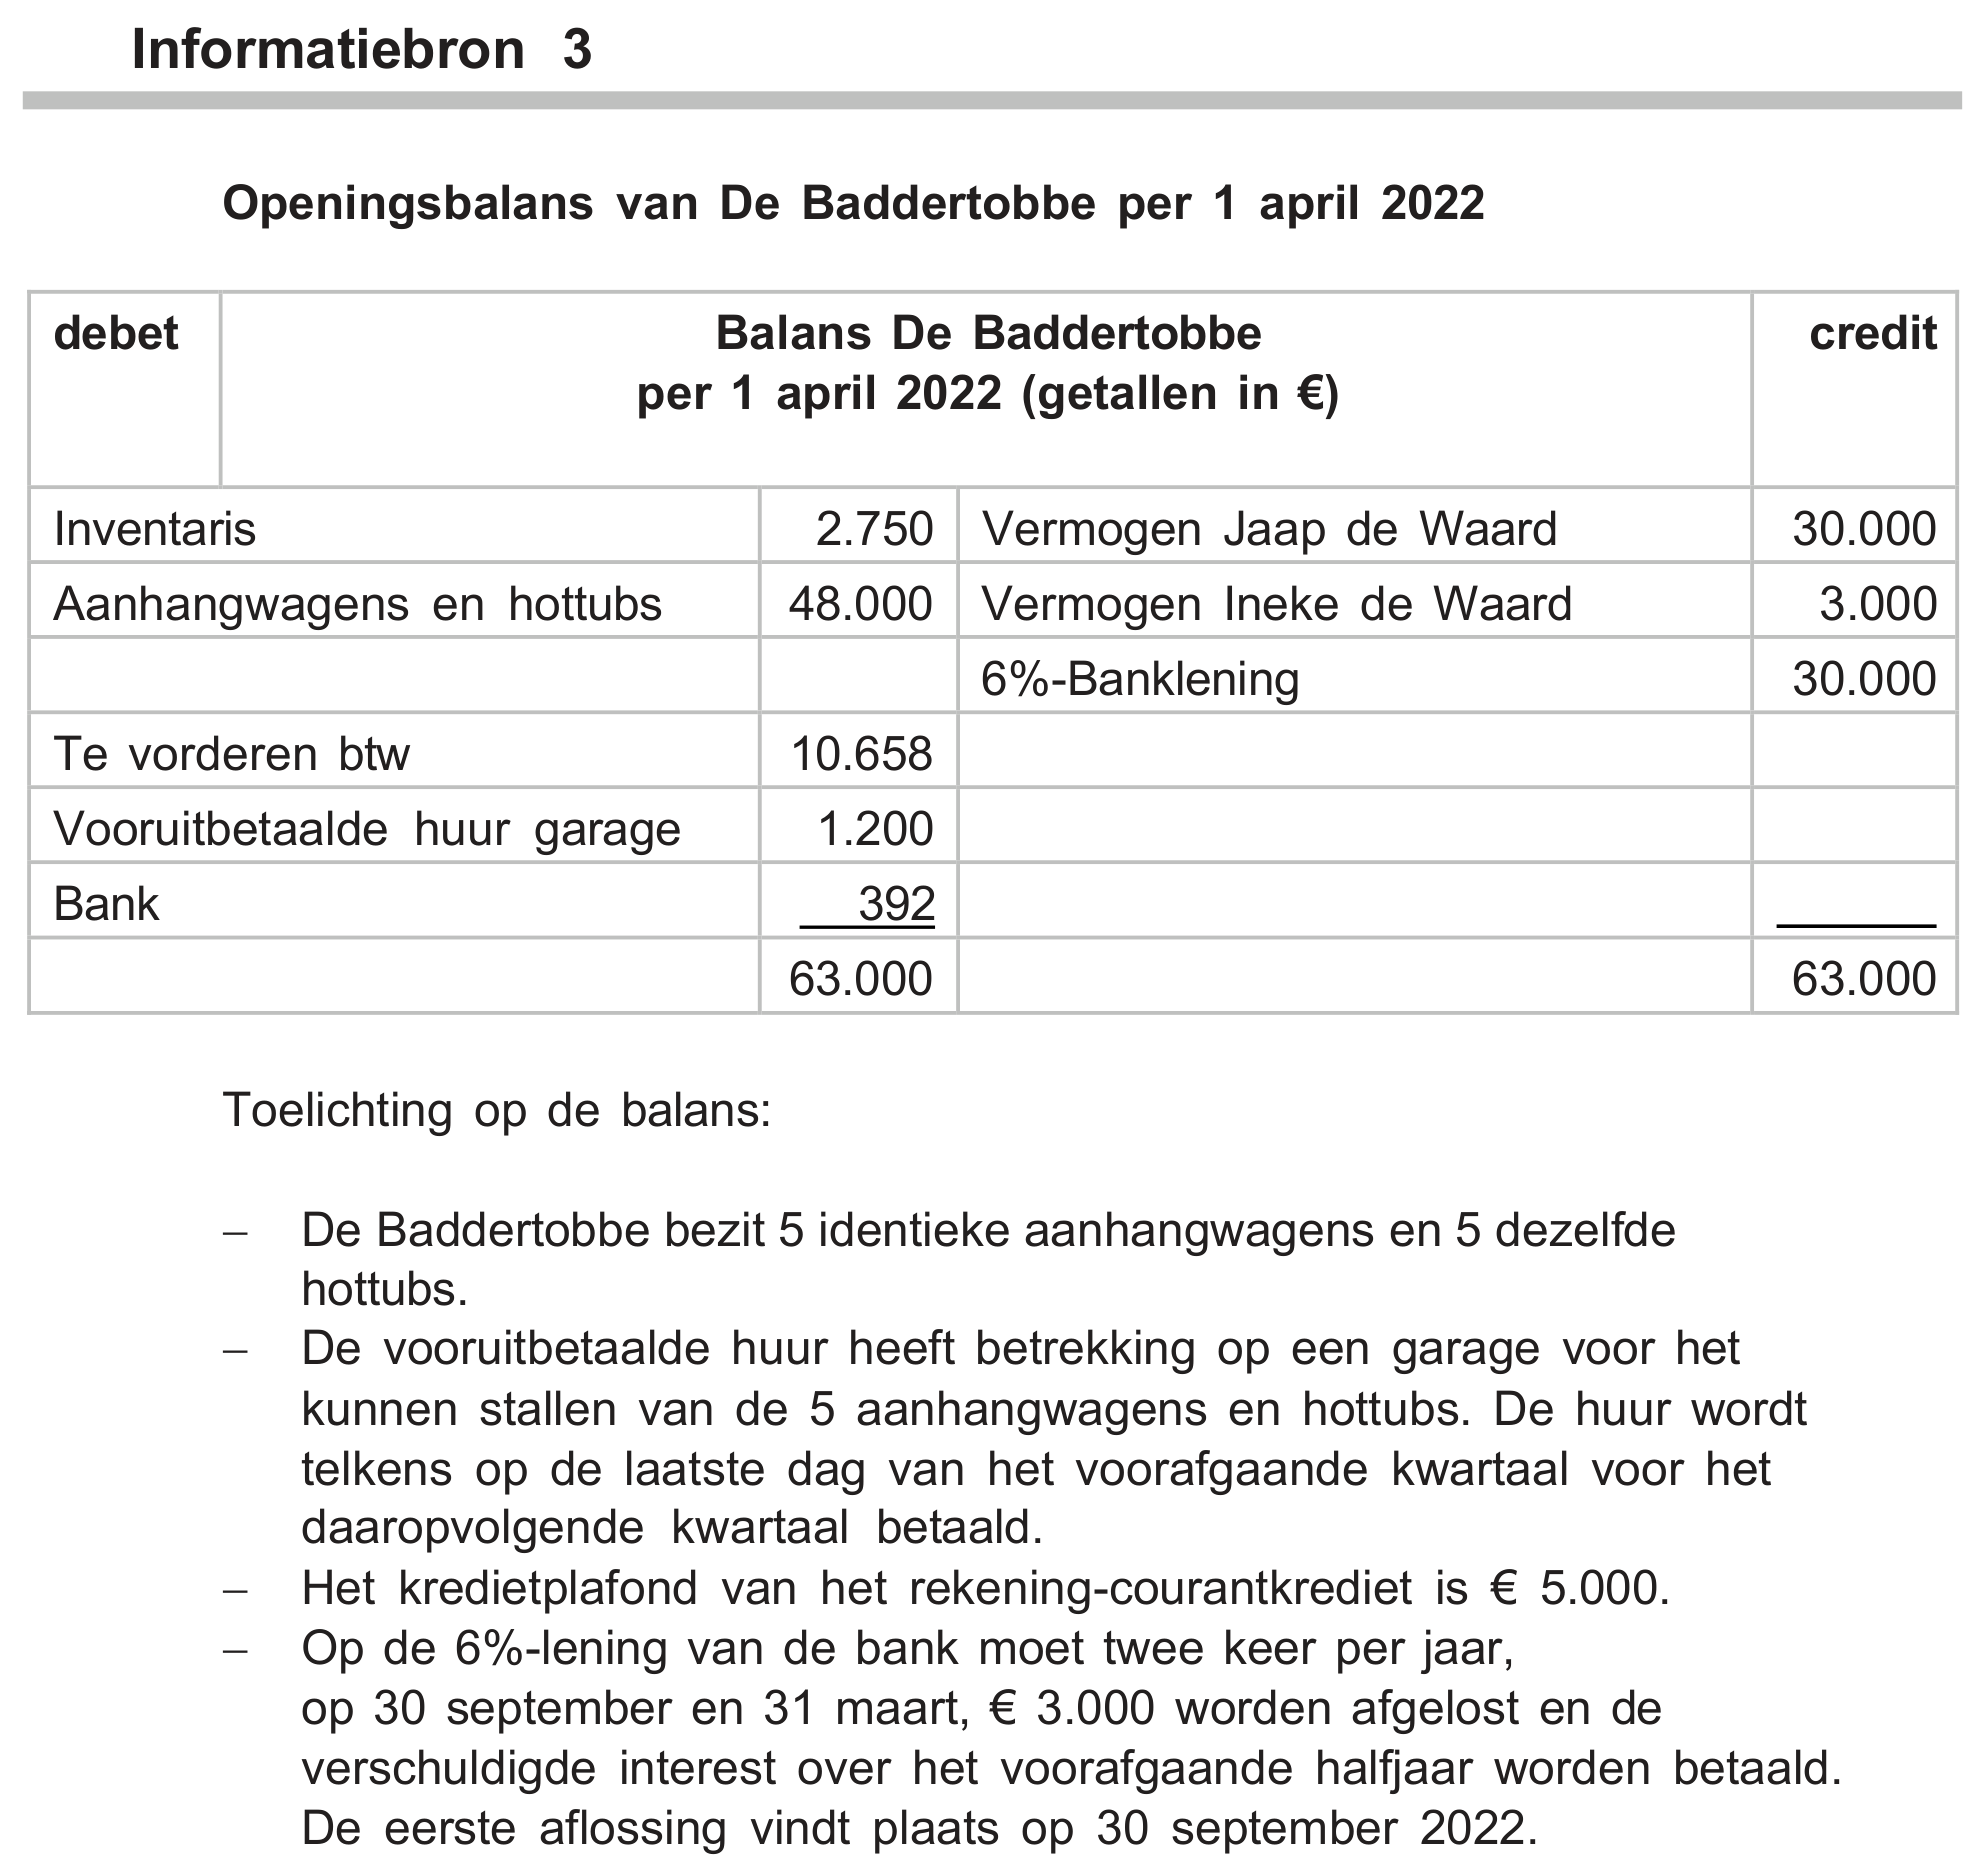 Informatiebron 3
Openingsbalans van De Baddertobbe per 1 april 2022
debet Balans De Baddertobbe credit
per 1 april 2022 (getallen in €)
Inventaris 2.750 Vermogen Jaap de Waard 30.000
Aanhangwagens en hottubs 48.000 Vermogen Ineke de Waard 3.000
6%-Banklening 30.000
Te vorderen btw 10.658
Vooruitbetaalde huur garage 1.200
Bank 392
63.000 63.000
Toelichting op de balans:
– De Baddertobbe bezit 5 identieke aanhangwagens en 5 dezelfde
hottubs.
– De vooruitbetaalde huur heeft betrekking op een garage voor het
kunnen stallen van de 5 aanhangwagens en hottubs. De huur wordt
telkens op de laatste dag van het voorafgaande kwartaal voor het
daaropvolgende kwartaal betaald.
– Het kredietplafond van het rekening-courantkrediet is € 5.000.
– Op de 6%-lening van de bank moet twee keer per jaar,
op 30 september en 31 maart, € 3.000 worden afgelost en de
verschuldigde interest over het voorafgaande halfjaar worden betaald.
De eerste aflossing vindt plaats op 30 september 2022.